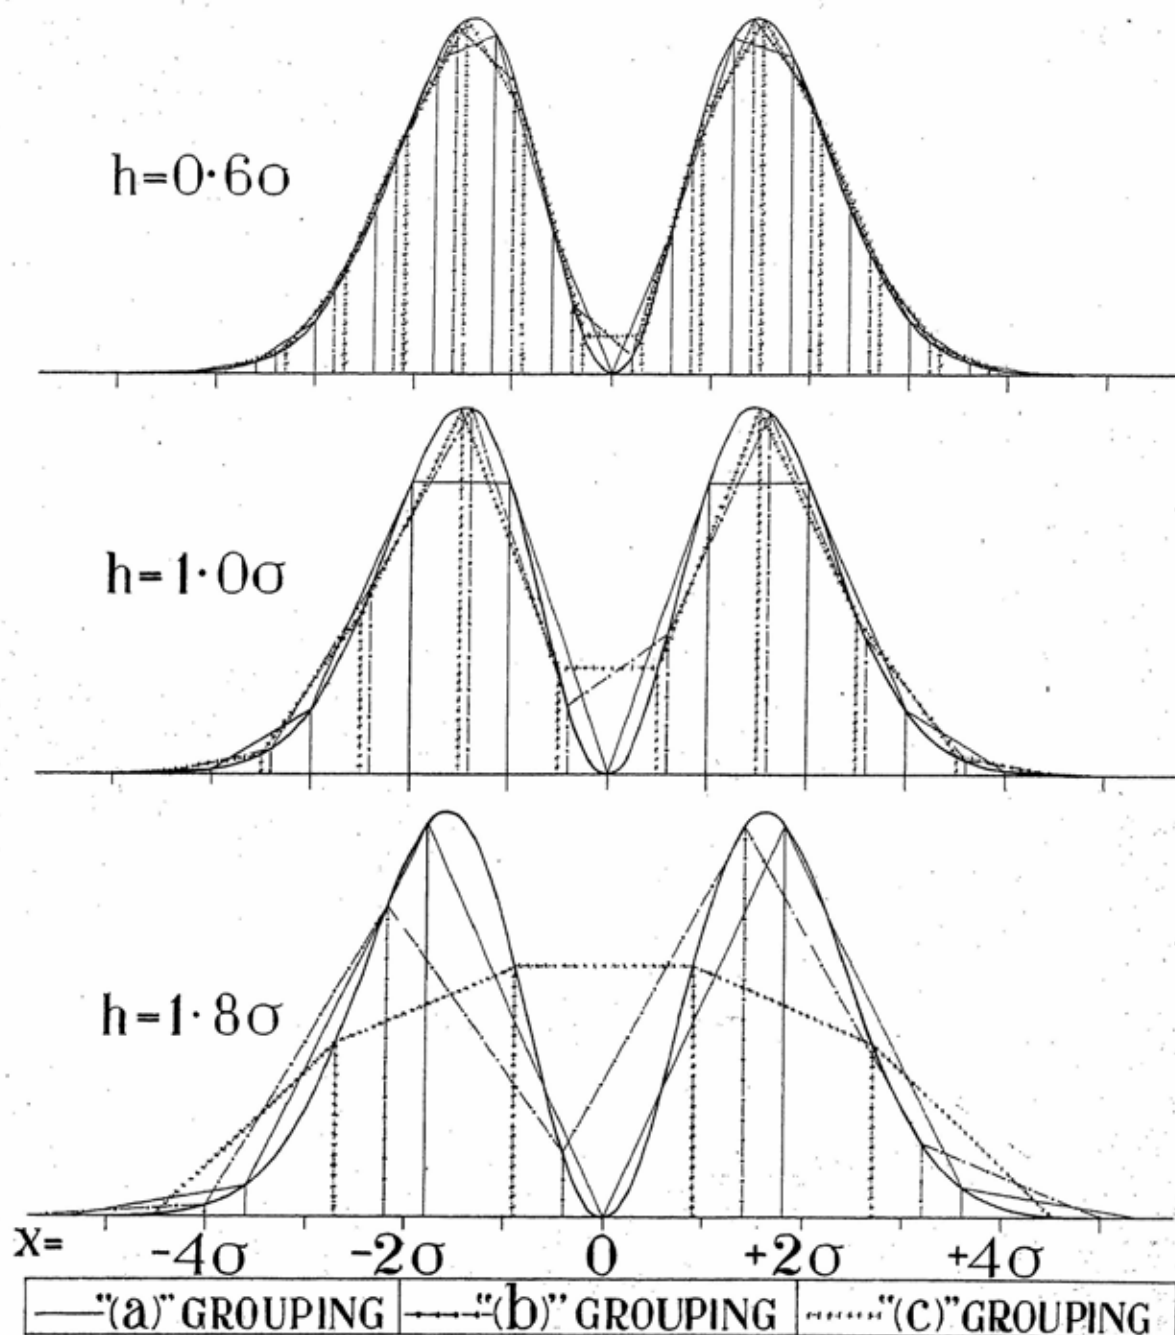 h=0·6σ
h=1·0σ
h=1·8σ
X= -4σ -2σ 0 +2σ +4σ
"(a)" GROUPING "(b)" GROUPING "(c)" GROUPING